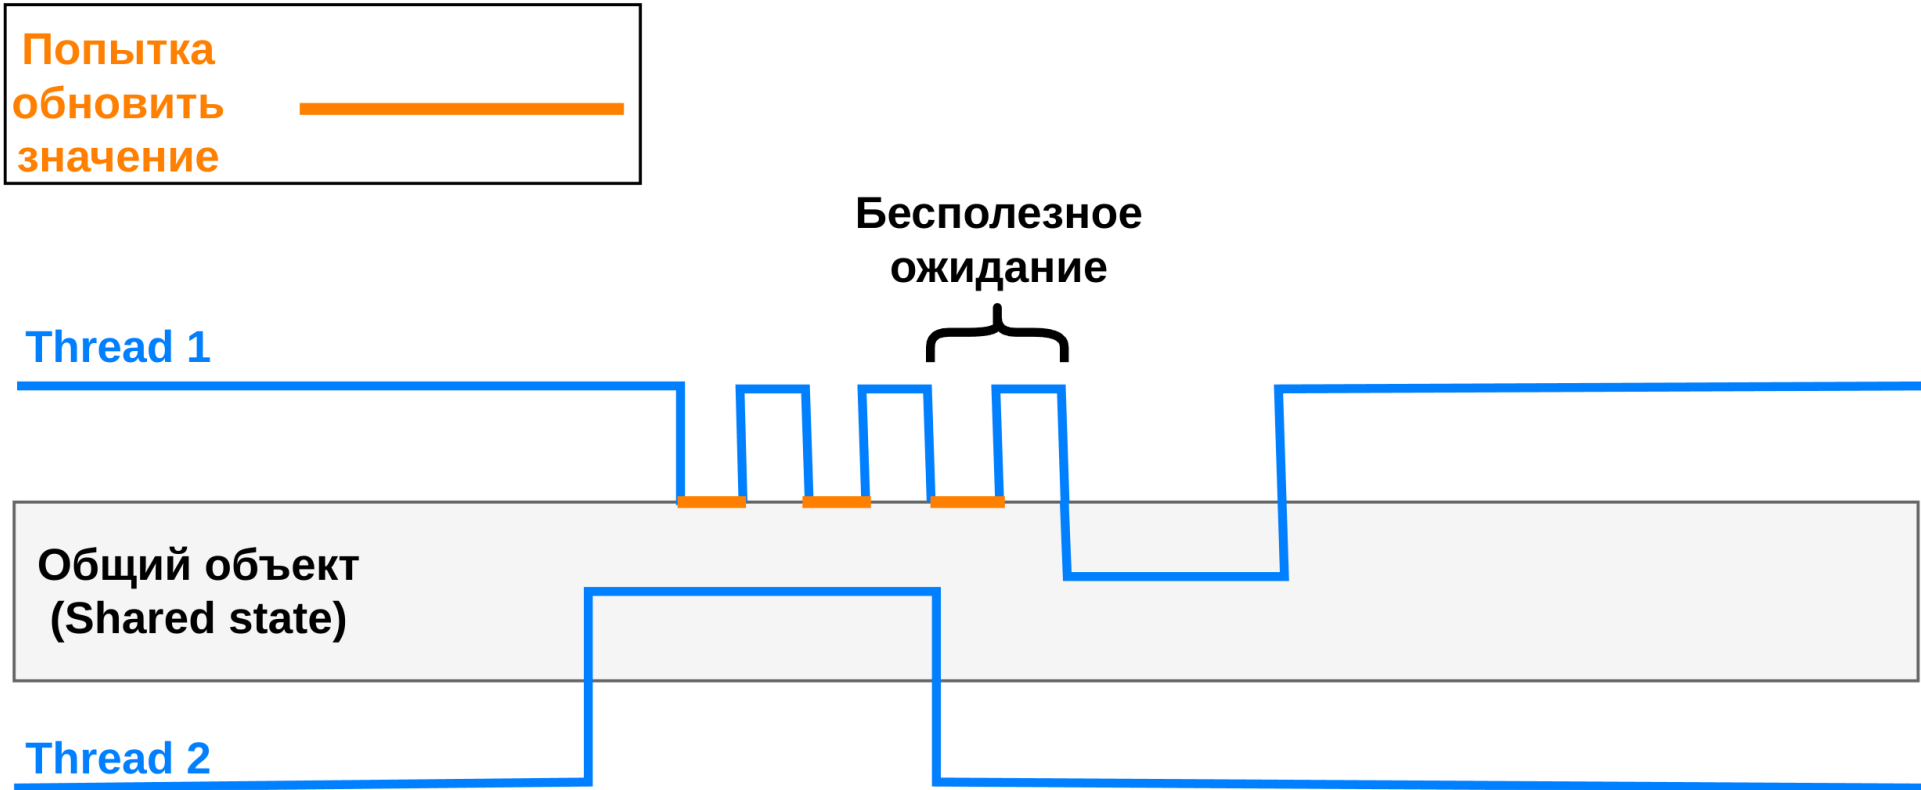 Попытка
обновить
значение
Бесполезное
ожидание
Thread 1
Общий объект
(Shared state)
Thread 2